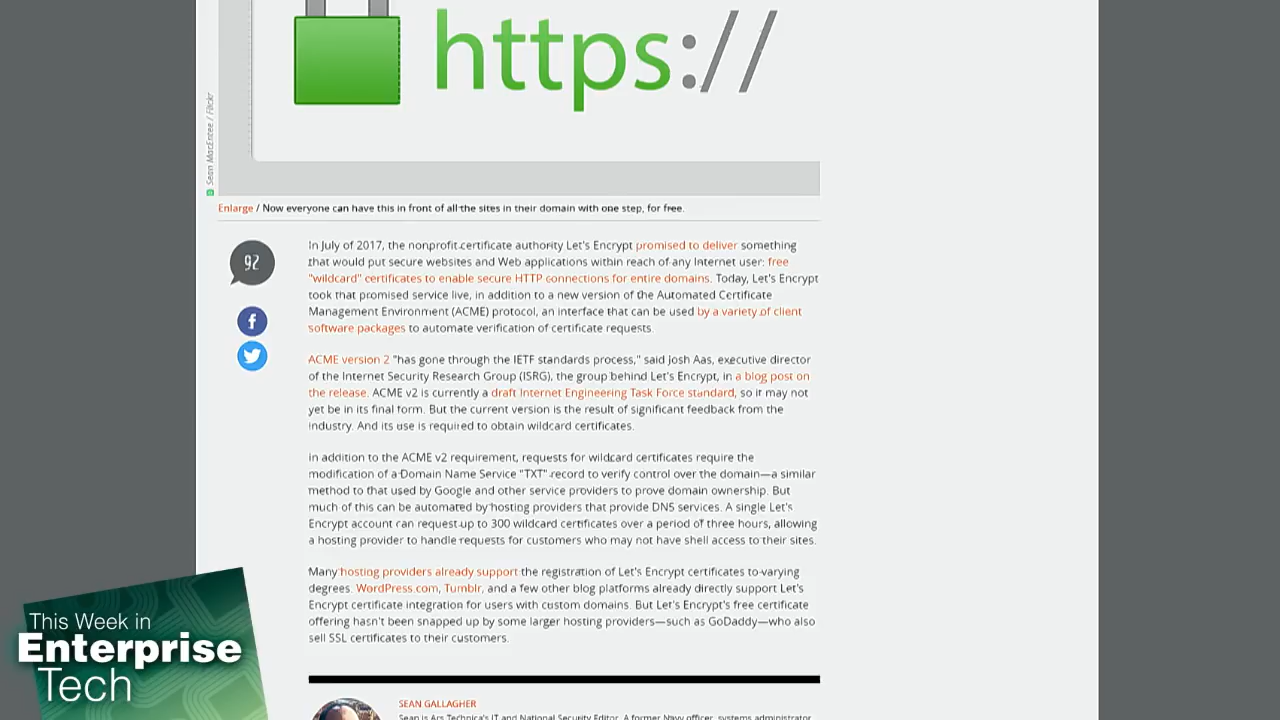 https://
Sean MacEntee / Flickr
Enlarge / Now everyone can have this in front of all the sites in their domain with one step, for free.
92
In July of 2017, the nonprofit certificate authority Let's Encrypt promised to deliver something
that would put secure websites and Web applications within reach of any Internet user: free
"wildcard" certificates to enable secure HTTP connections for entire domains. Today, Let's Encrypt
took that promised service live, in addition to a new version of the Automated Certificate
Management Environment (ACME) protocol, an interface that can be used by a variety of client
software packages to automate verification of certificate requests.
ACME version 2 "has gone through the IETF standards process," said Josh Aas, executive director
of the Internet Security Research Group (ISRG), the group behind Let's Encrypt, in a blog post on
the release. ACME v2 is currently a draft Internet Engineering Task Force standard, so it may not
yet be in its final form. But the current version is the result of significant feedback from the
industry. And its use is required to obtain wildcard certificates.
In addition to the ACME v2 requirement, requests for wildcard certificates require the
modification of a Domain Name Service "TXT" record to verify control over the domain—a similar
method to that used by Google and other service providers to prove domain ownership. But
much of this can be automated by hosting providers that provide DNS services. A single Let's
Encrypt account can request up to 300 wildcard certificates over a period of three hours, allowing
a hosting provider to handle requests for customers who may not have shell access to their sites.
Many hosting providers already support the registration of Let's Encrypt certificates to varying
degrees. WordPress.com, Tumblr, and a few other blog platforms already directly support Let's
Encrypt certificate integration for users with custom domains. But Let's Encrypt's free certificate
offering hasn't been snapped up by some larger hosting providers—such as GoDaddy—who also
sell SSL certificates to their customers.
This Week in
Enterprise
Tech
SEAN GALLAGHER
Sean is Ars Technica's IT and National Security Editor. A former Navy officer, systems administrator,